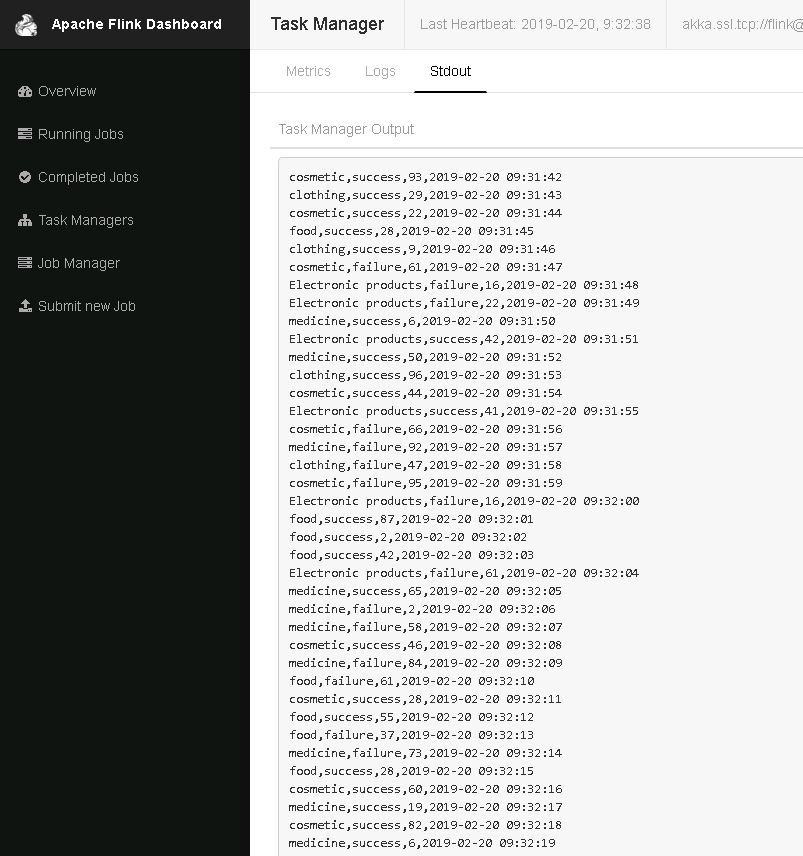 Apache Flink Dashboard
Task Manager
Last Heartbeat: 2019-02-20, 9:32:38
akka.ssl.tcp://flink@
Overview
Running Jobs
Completed Jobs
Task Managers
Job Manager
Submit new Job
Metrics
Logs
Stdout
Task Manager Output
cosmetic,success,93,2019-02-20 09:31:42
clothing,success,29,2019-02-20 09:31:43
cosmetic,success,22,2019-02-20 09:31:44
food,success,28,2019-02-20 09:31:45
clothing,success,9,2019-02-20 09:31:46
cosmetic,failure,61,2019-02-20 09:31:47
Electronic products,failure,16,2019-02-20 09:31:48
Electronic products,failure,22,2019-02-20 09:31:49
medicine,success,6,2019-02-20 09:31:50
Electronic products,success,42,2019-02-20 09:31:51
medicine,success,50,2019-02-20 09:31:52
clothing,success,96,2019-02-20 09:31:53
cosmetic,success,44,2019-02-20 09:31:54
Electronic products,success,41,2019-02-20 09:31:55
cosmetic,failure,66,2019-02-20 09:31:56
medicine,failure,92,2019-02-20 09:31:57
clothing,failure,47,2019-02-20 09:31:58
cosmetic,failure,95,2019-02-20 09:31:59
Electronic products,failure,16,2019-02-20 09:32:00
food,success,87,2019-02-20 09:32:01
food,success,2,2019-02-20 09:32:02
food,success,42,2019-02-20 09:32:03
Electronic products,failure,61,2019-02-20 09:32:04
medicine,success,65,2019-02-20 09:32:05
medicine,failure,2,2019-02-20 09:32:06
medicine,failure,58,2019-02-20 09:32:07
cosmetic,success,46,2019-02-20 09:32:08
medicine,failure,84,2019-02-20 09:32:09
food,failure,61,2019-02-20 09:32:10
cosmetic,success,28,2019-02-20 09:32:11
food,success,55,2019-02-20 09:32:12
food,failure,37,2019-02-20 09:32:13
medicine,failure,73,2019-02-20 09:32:14
food,success,28,2019-02-20 09:32:15
cosmetic,success,60,2019-02-20 09:32:16
medicine,success,19,2019-02-20 09:32:17
cosmetic,success,82,2019-02-20 09:32:18
medicine,success,6,2019-02-20 09:32:19